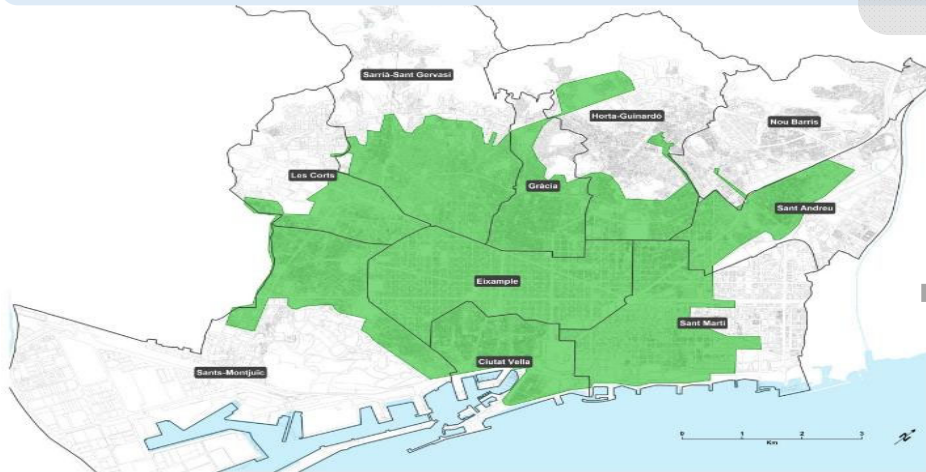 Sarrià-Sant Gervasi
Horta-Guinardó
Nou Barris
Les Corts
Gràcia
Sant Andreu
Eixample
Sant Martí
Ciutat Vella
Sants-Montjuïc
0 1 2 3
Km
N